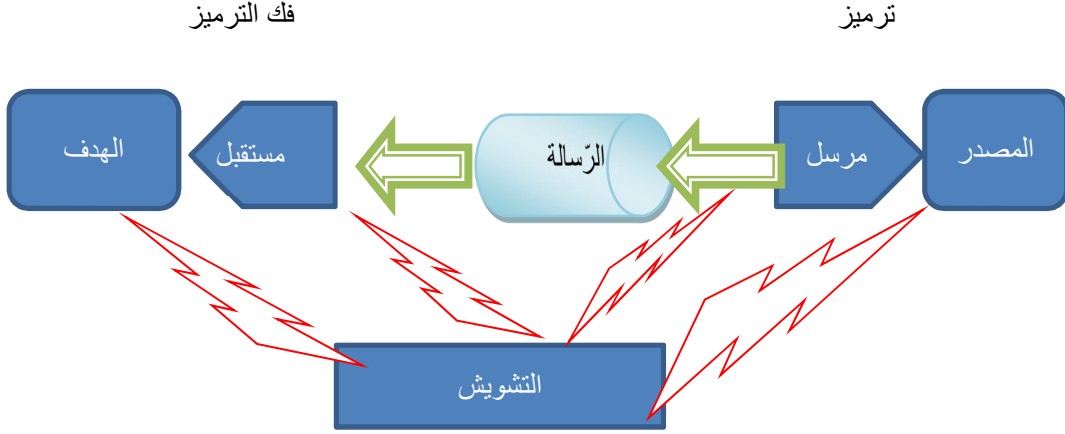 ترميز
فك الترميز
المصدر
مرسل
الرّسالة
مستقبل
الهدف
التشويش